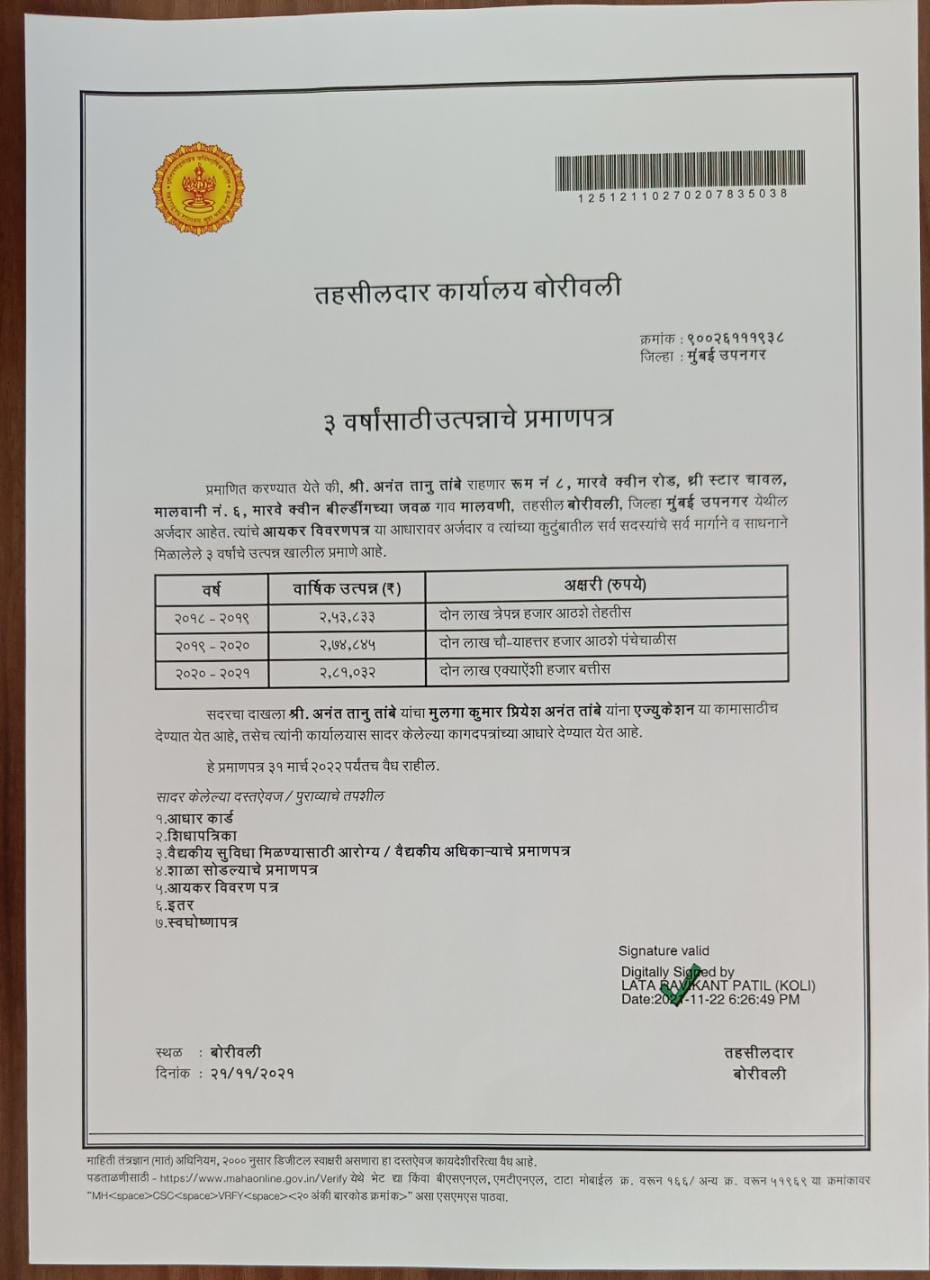 12512110270207835038
तहसीलदार कार्यालय बोरीवली
क्रमांक : ९००२६१११९३८
जिल्हा : मुंबई उपनगर
३ वर्षांसाठी उत्पन्नाचे प्रमाणपत्र
प्रमाणित करण्यात येते की, श्री. अनंत तानु तांबे राहणार रूम नं ८, मारवे क्वीन रोड, थ्री स्टार चावल,
मालवानी नं. ६, मारवे क्वीन बील्डींगच्या जवळ गाव मालवणी, तहसील बोरीवली, जिल्हा मुंबई उपनगर येथील
अर्जदार आहेत. त्यांचे आयकर विवरणपत्र या आधारावर अर्जदार व त्यांच्या कुटुंबातील सर्व सदस्यांचे सर्व मार्गाने व साधनाने
मिळालेले ३ वर्षाचे उत्पन्न खालील प्रमाणे आहे.
वर्ष वार्षिक उत्पन्न (₹) अक्षरी (रुपये)
२०१८ - २०१९ २,५३,८३३ दोन लाख त्रेपन्न हजार आठशे तेहतीस
२०१९ - २०२० २,७४,८४५ दोन लाख चौ-याहत्तर हजार आठशे पंचेचाळीस
२०२० - २०२१ २,८१,०३२ दोन लाख एक्याऐंशी हजार बत्तीस
सदरचा दाखला श्री. अनंत तानु तांबे यांचा मुलगा कुमार प्रियेश अनंत तांबे यांना एज्युकेशन या कामासाठीच
देण्यात येत आहे, तसेच त्यांनी कार्यालयास सादर केलेल्या कागदपत्रांच्या आधारे देण्यात येत आहे.
हे प्रमाणपत्र ३१ मार्च २०२२ पर्यंतच वैध राहील.
सादर केलेल्या दस्तऐवज / पुराव्याचे तपशील
१.आधार कार्ड
२.शिधापत्रिका
३.वैद्यकीय सुविधा मिळण्यासाठी आरोग्य / वैद्यकीय अधिकाऱ्याचे प्रमाणपत्र
४.शाळा सोडल्याचे प्रमाणपत्र
५.आयकर विवरण पत्र
६.इतर
७.स्वघोष्णापत्र
Signature valid
Digitally Signed by
LATA RAVIKANT PATIL (KOLI)
Date:2021-11-22 6:26:49 PM
स्थळ : बोरीवली
तहसीलदार
दिनांक : २१/११/२०२१
बोरीवली
माहिती तंत्रज्ञान (मातं) अधिनियम, २००० नुसार डिजीटल स्वाक्षरी असणारा हा दस्तऐवज कायदेशीररित्या वैध आहे.
पडताळणीसाठी - https://www.mahaonline.gov.in/Verify येथे भेट द्या किंवा बीएसएनएल, एमटीएनएल, टाटा मोबाईल क्र. वरून १६६/ अन्य क्र. वरून ५१९६९ या क्रमांकावर
"MH<space>CSC<space>VRFY<space><२० अंकी बारकोड क्रमांक>" असा एसएमएस पाठवा.